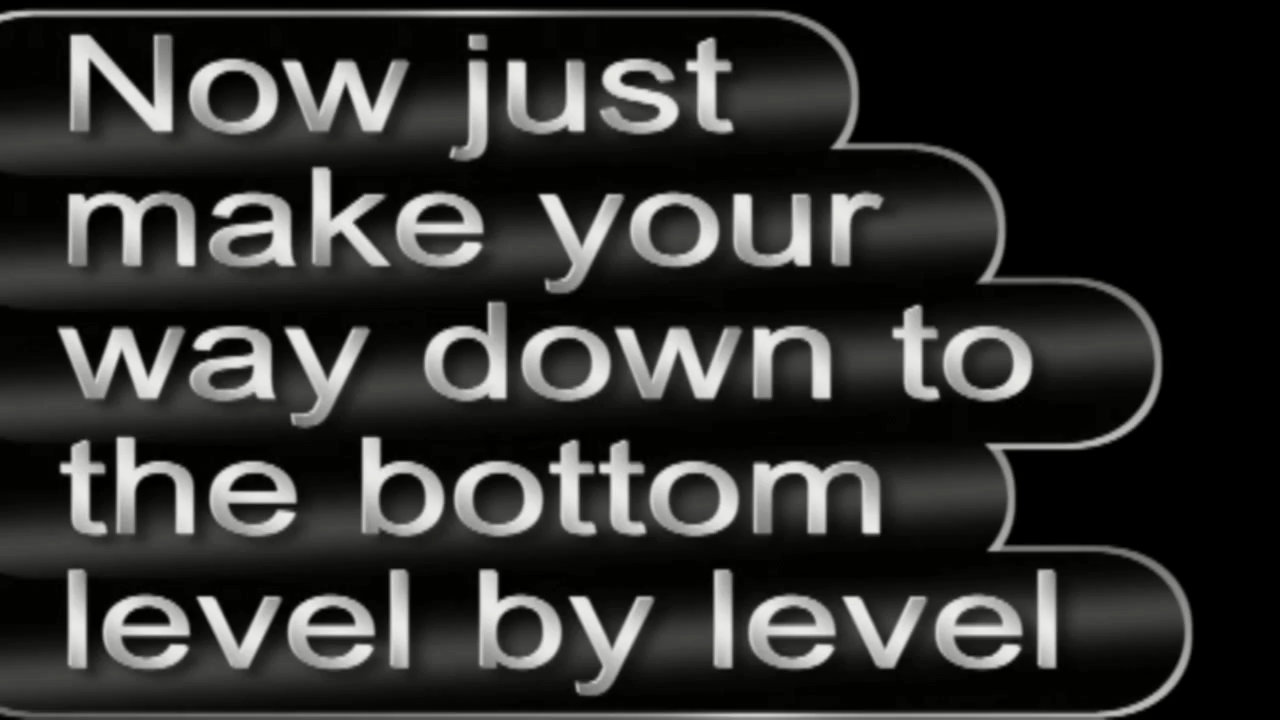 Now just
make your
way down to
the bottom
level by level